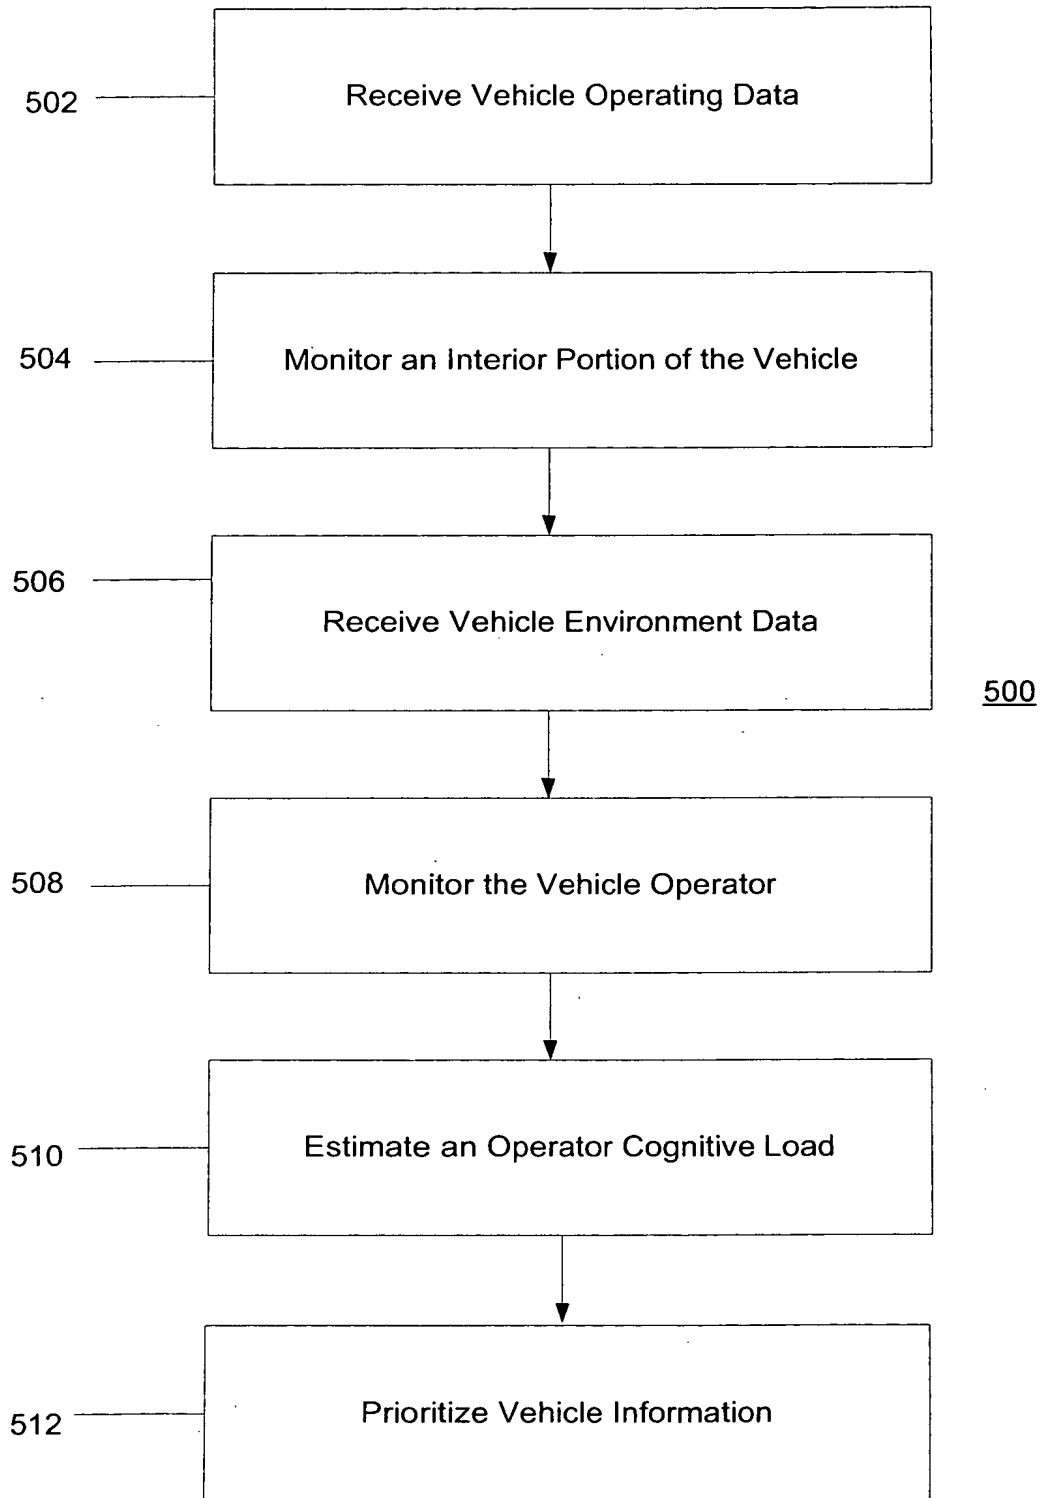 502
Receive Vehicle Operating Data
504
Monitor an Interior Portion of the Vehicle
506
Receive Vehicle Environment Data
500
508
Monitor the Vehicle Operator
510
Estimate an Operator Cognitive Load
512
Prioritize Vehicle Information